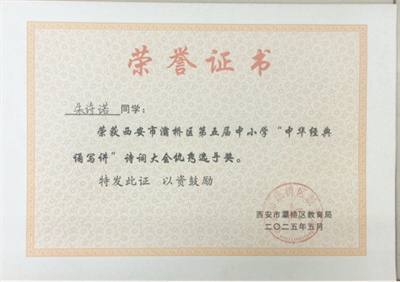 荣誉证书
朱诗诺 同学：
荣获西安市灞桥区第五届中小学“中华经典
诵写讲”诗词大会优秀选手奖。
特发此证 以资鼓励
西安市灞桥区教育局
二〇二五年五月